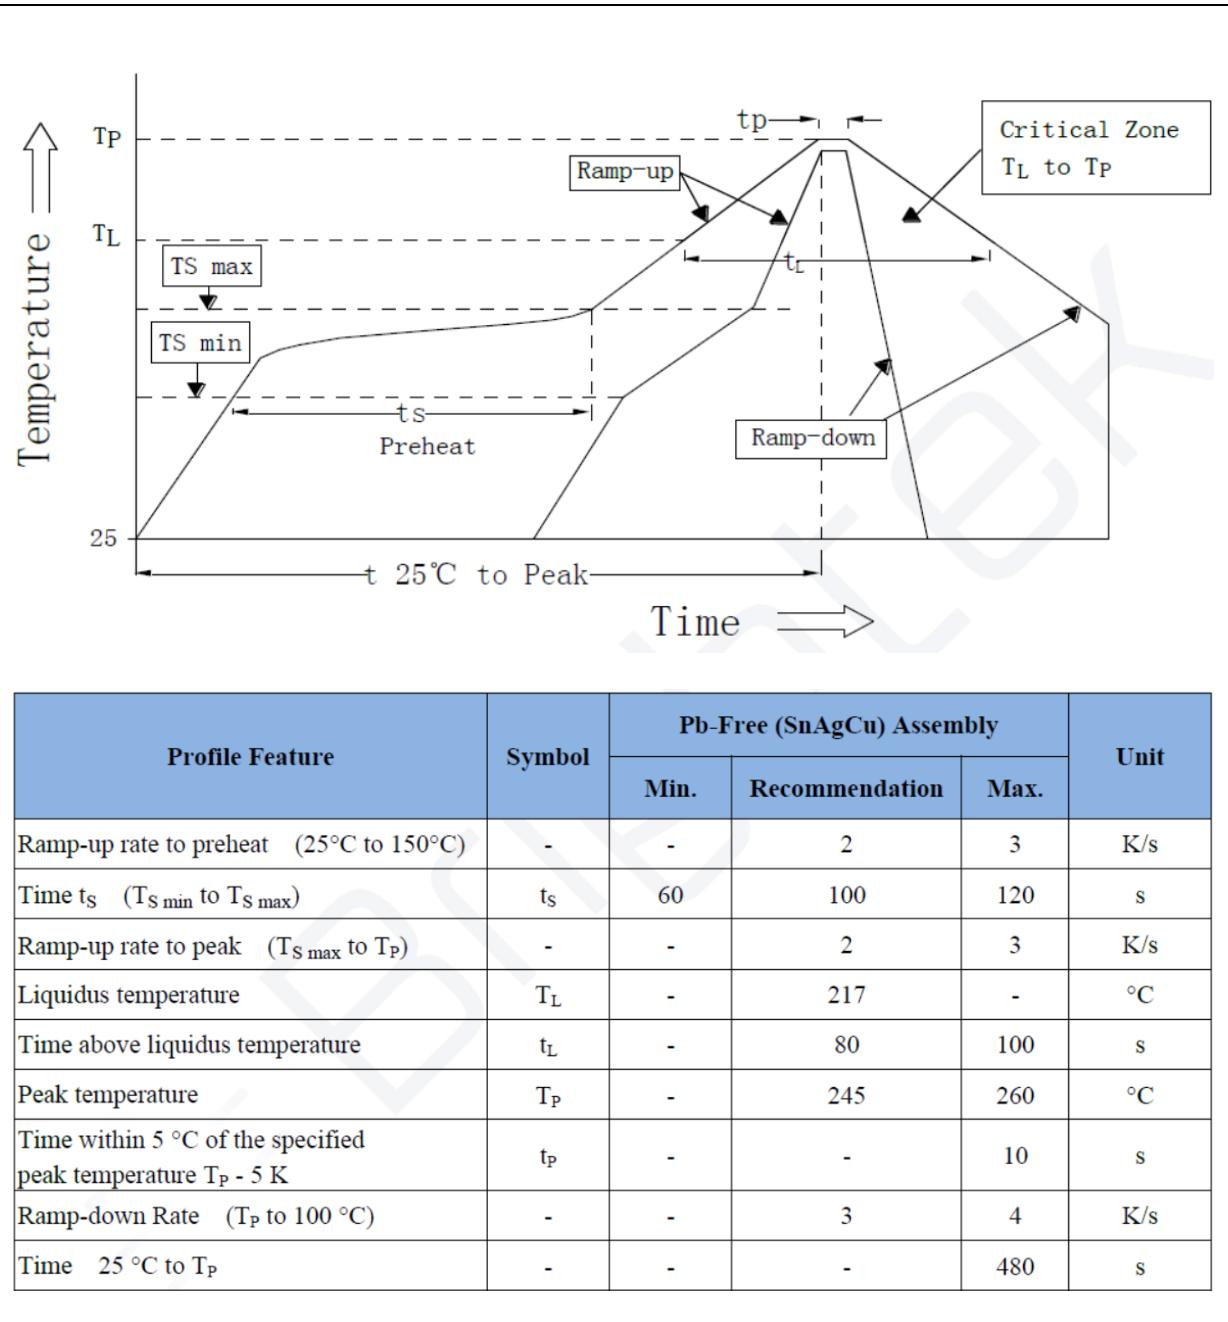 tp
TP
Critical Zone
TL to TP
Ramp-up
TL
TS max
tL
TS min
tS
Preheat
Ramp-down
25
t 25℃ to Peak
Temperature
Time
Brightek
Profile Feature Symbol Pb-Free (SnAgCu) Assembly Unit
Min. Recommendation Max.
Ramp-up rate to preheat (25°C to 150°C) - - 2 3 K/s
Time tS (TS min to TS max) tS 60 100 120 s
Ramp-up rate to peak (TS max to TP) - - 2 3 K/s
Liquidus temperature TL - 217 - °C
Time above liquidus temperature tL - 80 100 s
Peak temperature TP - 245 260 °C
Time within 5 °C of the specified
peak temperature TP - 5 K tP - - 10 s
Ramp-down Rate (TP to 100 °C) - - 3 4 K/s
Time 25 °C to TP - - - 480 s